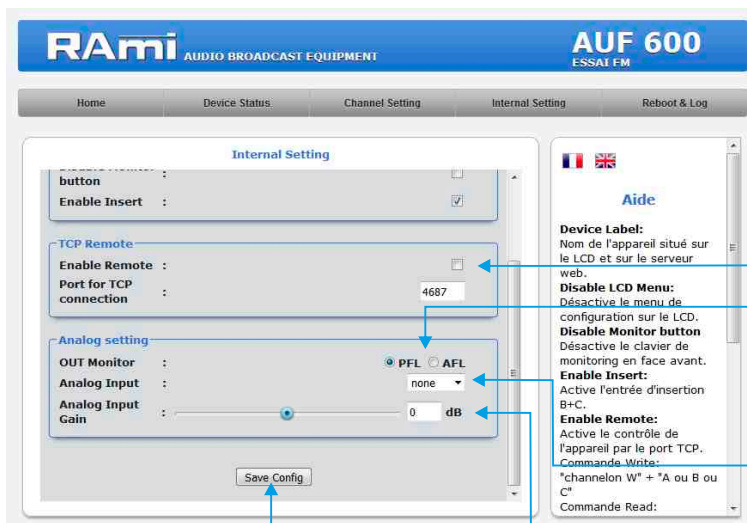 RAmi AUDIO BROADCAST EQUIPMENT
AUF 600
ESSAI FM
Home Device Status Channel Setting Internal Setting Reboot & Log
Internal Setting
button :
Enable Insert :
TCP Remote
Enable Remote :
Port for TCP
connection : 4687
Analog setting
OUT Monitor : PFL AFL
Analog Input : none
Analog Input
Gain : 0 dB
Save Config
Aide
Device Label:
Nom de l'appareil situé sur
le LCD et sur le serveur
web.
Disable LCD Menu:
Désactive le menu de
configuration sur le LCD.
Disable Monitor button
Désactive le clavier de
monitoring en face avant.
Enable Insert:
Active l'entrée d'insertion
B+C.
Enable Remote:
Active le contrôle de
l'appareil par le port TCP.
Commande Write:
"channelon W" + "A ou B ou
C"
Commande Read: